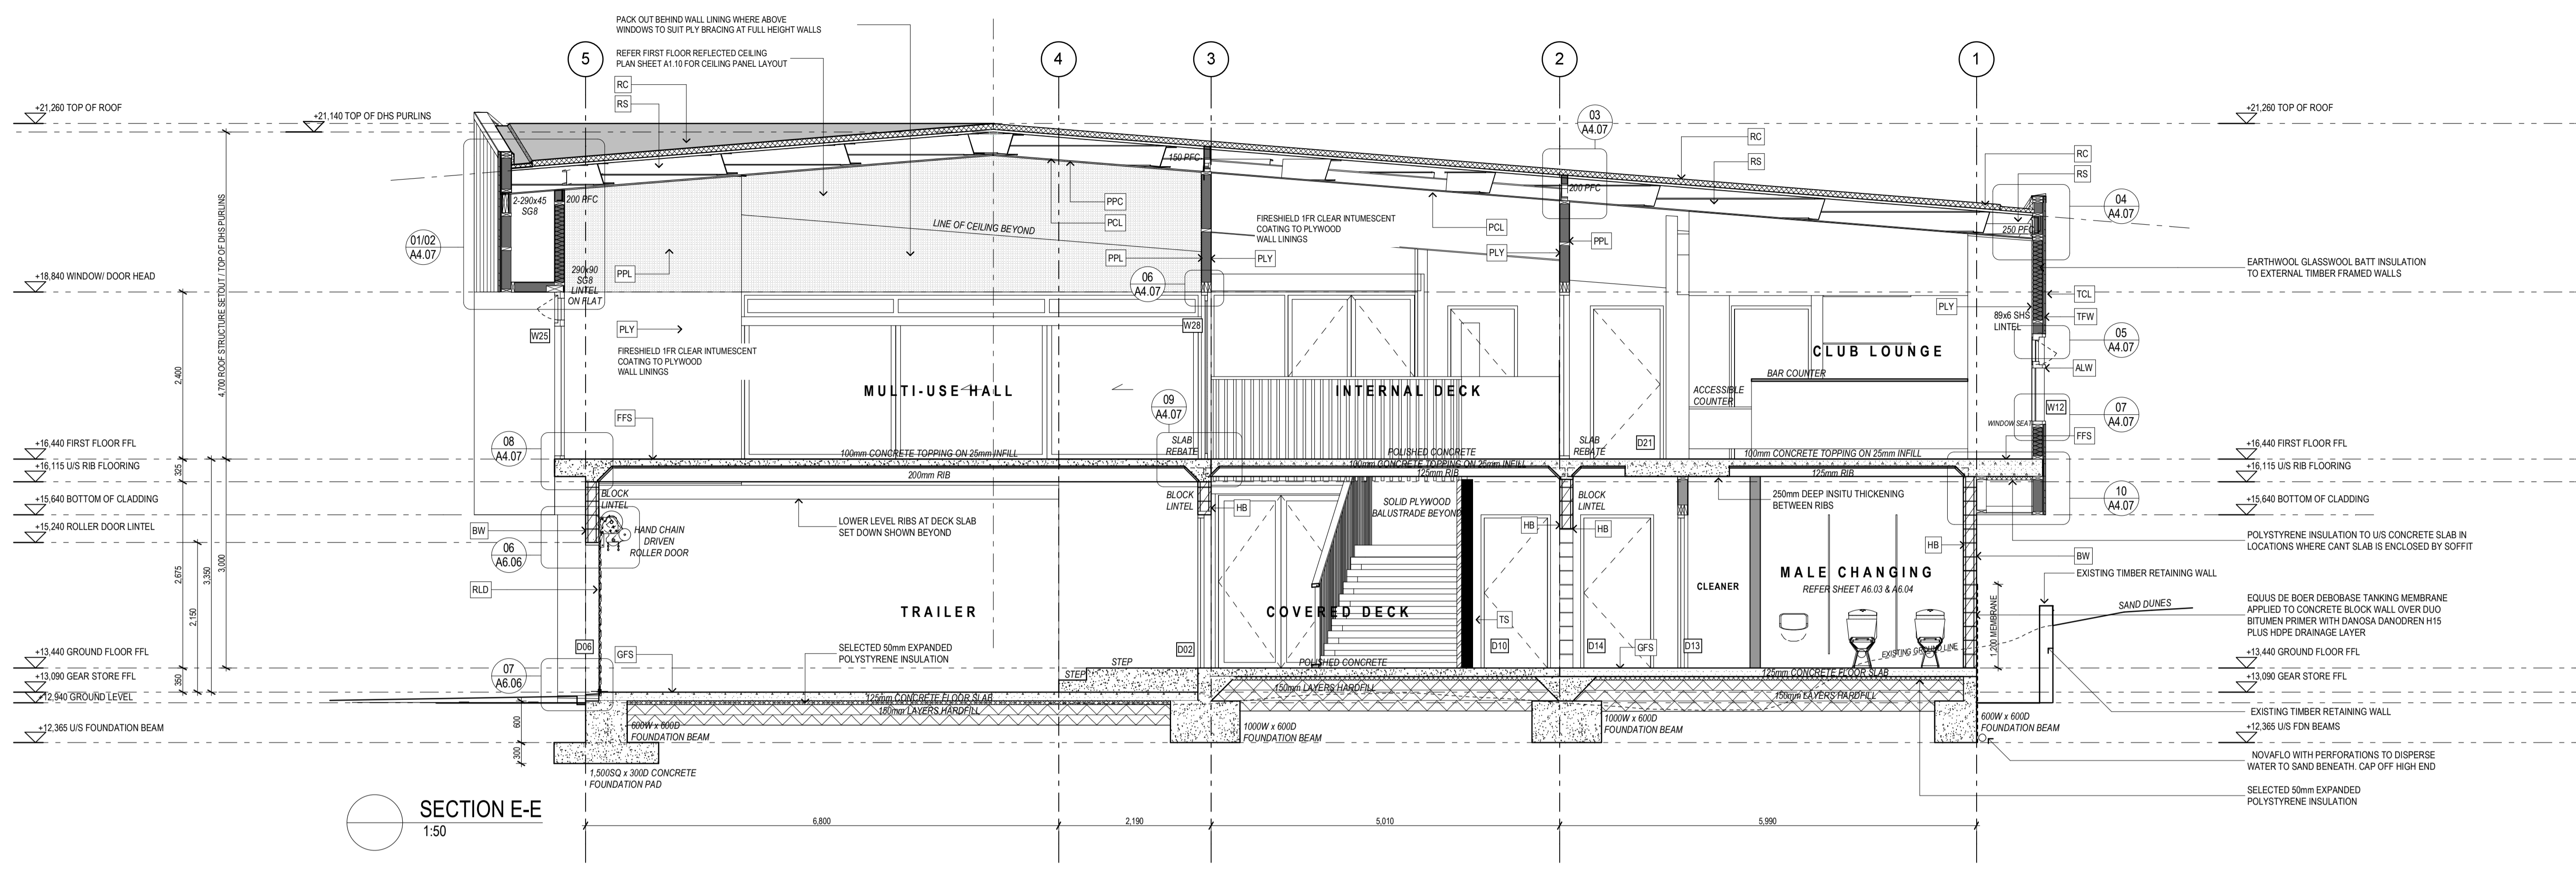 PACK OUT BEHIND WALL LINING WHERE ABOVE
WINDOWS TO SUIT PLY BRACING AT FULL HEIGHT WALLS
REFER FIRST FLOOR REFLECTED CEILING
PLAN SHEET A1.10 FOR CEILING PANEL LAYOUT
5
4
3
2
1
RC
RS
+21,260 TOP OF ROOF
+21,140 TOP OF DHS PURLINS
03
A4.07
RC
RS
RC
RS
+21,260 TOP OF ROOF
150 PFC
2-290x45
SG8
200 PFC
PPC
PCL
LINE OF CEILING BEYOND
FIRESHIELD 1FR CLEAR INTUMESCENT
COATING TO PLYWOOD
WALL LININGS
200 PFC
PCL
04
A4.07
250 PFC
01/02
A4.07
PPL
PPL
PLY
PLY
PPL
+18,840 WINDOW/ DOOR HEAD
290x90
SG8
LINTEL
ON FLAT
06
A4.07
EARTHWOOL GLASSWOOL BATT INSULATION
TO EXTERNAL TIMBER FRAMED WALLS
TCL
PLY
89x6 SHS
LINTEL
TFW
4,700 ROOF STRUCTURE SETOUT / TOP OF DHS PURLINS
2,400
W25
PLY
W28
FIRESHIELD 1FR CLEAR INTUMESCENT
COATING TO PLYWOOD
WALL LININGS
05
A4.07
CLUB LOUNGE
ALW
BAR COUNTER
MULTI-USE HALL
INTERNAL DECK
ACCESSIBLE
COUNTER
09
A4.07
W12
07
A4.07
WINDOW SEAT
FFS
FFS
+16,440 FIRST FLOOR FFL
08
A4.07
SLAB
REBATE
SLAB
REBATE
D21
100mm CONCRETE TOPPING ON 25mm INFILL
POLISHED CONCRETE
100mm CONCRETE TOPPING ON 25mm INFILL
100mm CONCRETE TOPPING ON 25mm INFILL
+16,440 FIRST FLOOR FFL
+16,115 U/S RIB FLOORING
325
200mm RIB
125mm RIB
125mm RIB
+16,115 U/S RIB FLOORING
+15,640 BOTTOM OF CLADDING
BLOCK
LINTEL
BLOCK
LINTEL
HB
SOLID PLYWOOD
BALUSTRADE BEYOND
BLOCK
LINTEL
250mm DEEP INSITU THICKENING
BETWEEN RIBS
10
A4.07
+15,640 BOTTOM OF CLADDING
+15,240 ROLLER DOOR LINTEL
BW
HAND CHAIN
DRIVEN
ROLLER DOOR
LOWER LEVEL RIBS AT DECK SLAB
SET DOWN SHOWN BEYOND
HB
HB
HB
POLYSTYRENE INSULATION TO U/S CONCRETE SLAB IN
LOCATIONS WHERE CANT SLAB IS ENCLOSED BY SOFFIT
06
A6.06
BW
EXISTING TIMBER RETAINING WALL
2,675
3,350
3,000
2,150
RLD
CLEANER
MALE CHANGING
REFER SHEET A6.03 & A6.04
1,200 MEMBRANE
SAND DUNES
EQUUS DE BOER DEBOBASE TANKING MEMBRANE
APPLIED TO CONCRETE BLOCK WALL OVER DUO
BITUMEN PRIMER WITH DANOSA DANODREN H15
PLUS HDPE DRAINAGE LAYER
TRAILER
COVERED DECK
TS
D06
GFS
SELECTED 50mm EXPANDED
POLYSTYRENE INSULATION
D02
D10
D14
GFS
D13
EXISTING GROUND LINE
+13,440 GROUND FLOOR FFL
STEP
STEP
POLISHED CONCRETE
+13,440 GROUND FLOOR FFL
+13,090 GEAR STORE FFL
350
07
A6.06
125mm CONCRETE FLOOR SLAB
+13,090 GEAR STORE FFL
+12,940 GROUND LEVEL
125mm CONCRETE FLOOR SLAB
150mm LAYERS HARDFILL
150mm LAYERS HARDFILL
150mm LAYERS HARDFILL
EXISTING TIMBER RETAINING WALL
+12,365 U/S FOUNDATION BEAM
600
600W x 600D
FOUNDATION BEAM
1000W x 600D
FOUNDATION BEAM
1000W x 600D
FOUNDATION BEAM
600W x 600D
FOUNDATION BEAM
+12,365 U/S FDN BEAMS
300
NOVAFLO WITH PERFORATIONS TO DISPERSE
WATER TO SAND BENEATH. CAP OFF HIGH END
1,500SQ x 300D CONCRETE
FOUNDATION PAD
SELECTED 50mm EXPANDED
POLYSTYRENE INSULATION
SECTION E-E
1:50
6,800
2,190
5,010
5,990